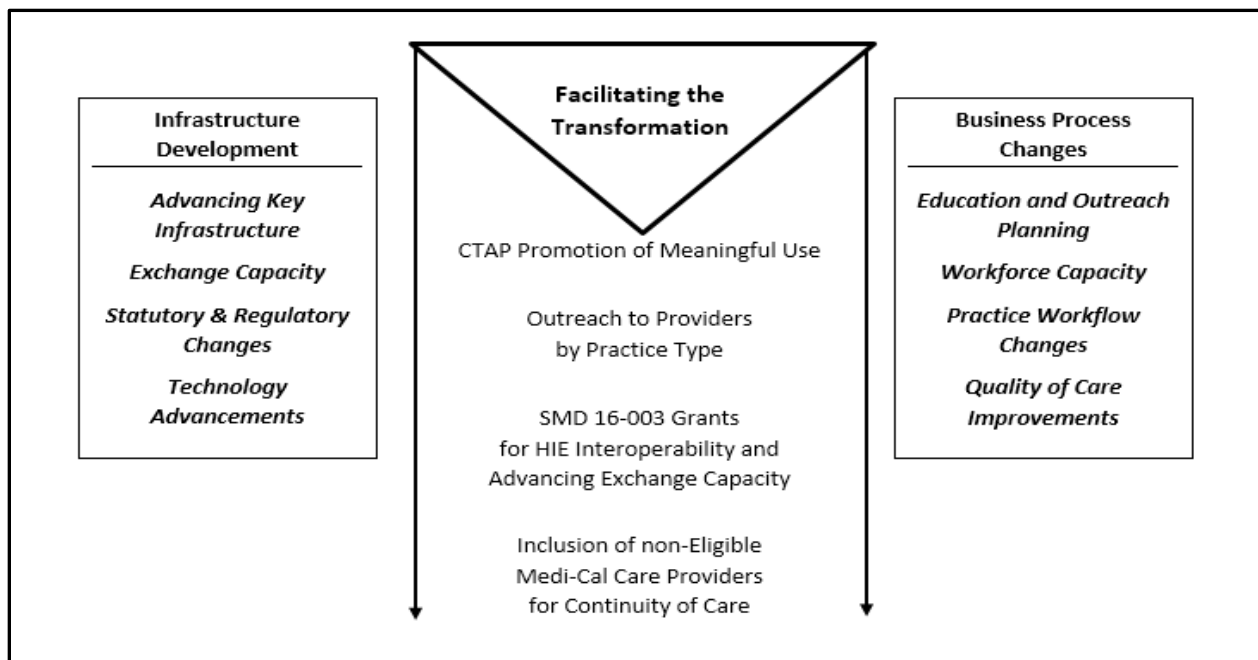 Facilitating the
Transformation
Infrastructure
Development
Advancing Key
Infrastructure
Exchange Capacity
Statutory & Regulatory
Changes
Technology
Advancements
CTAP Promotion of Meaningful Use
Outreach to Providers
by Practice Type
SMD 16-003 Grants
for HIE Interoperability and
Advancing Exchange Capacity
Inclusion of non-Eligible
Medi-Cal Care Providers
for Continuity of Care
Business Process
Changes
Education and Outreach
Planning
Workforce Capacity
Practice Workflow
Changes
Quality of Care
Improvements